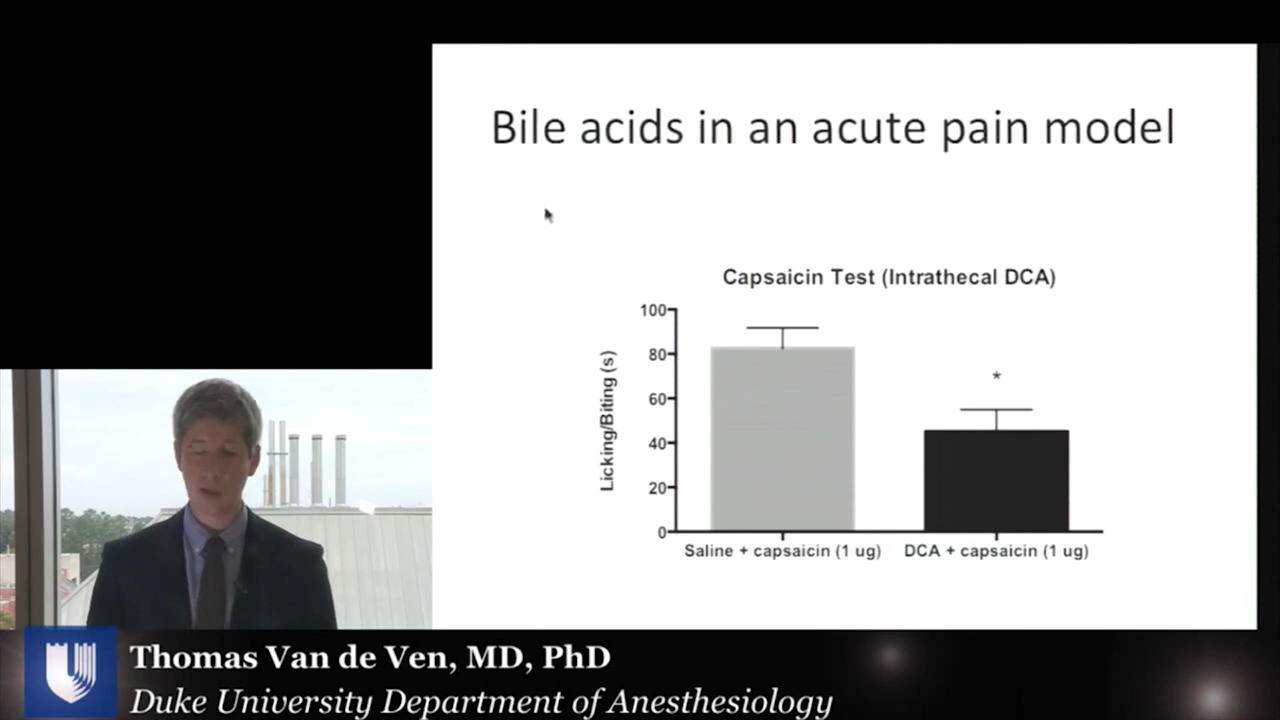 Bile acids in an acute pain model
Capsaicin Test (Intrathecal DCA)
Licking/Biting (s)
100
80
60
40
20
0
*
Saline + capsaicin (1 ug)
DCA + capsaicin (1 ug)
Thomas Van de Ven, MD, PhD
Duke University Department of Anesthesiology